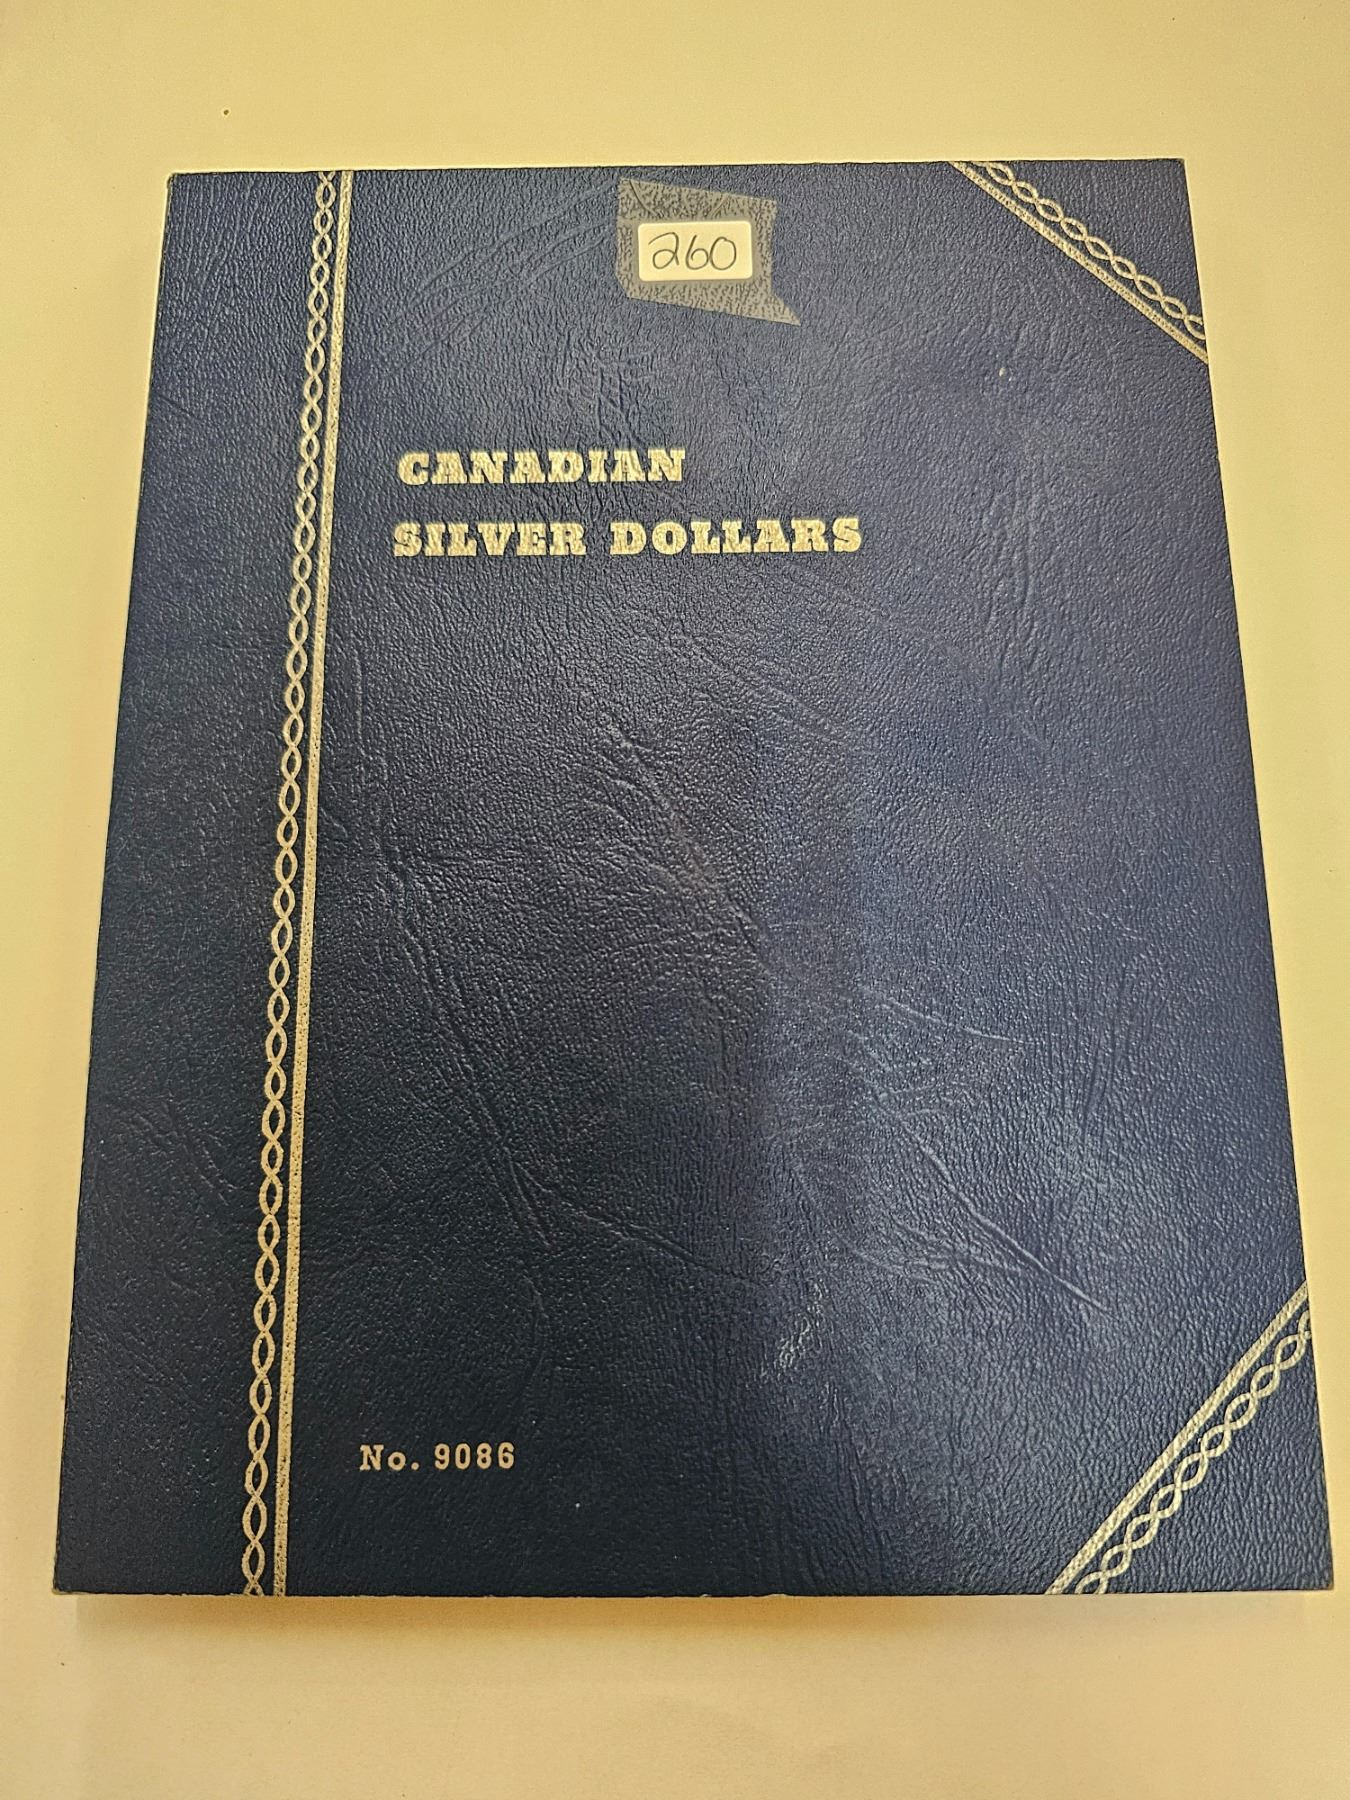 260
CANADIAN
SILVER DOLLARS
No. 9086